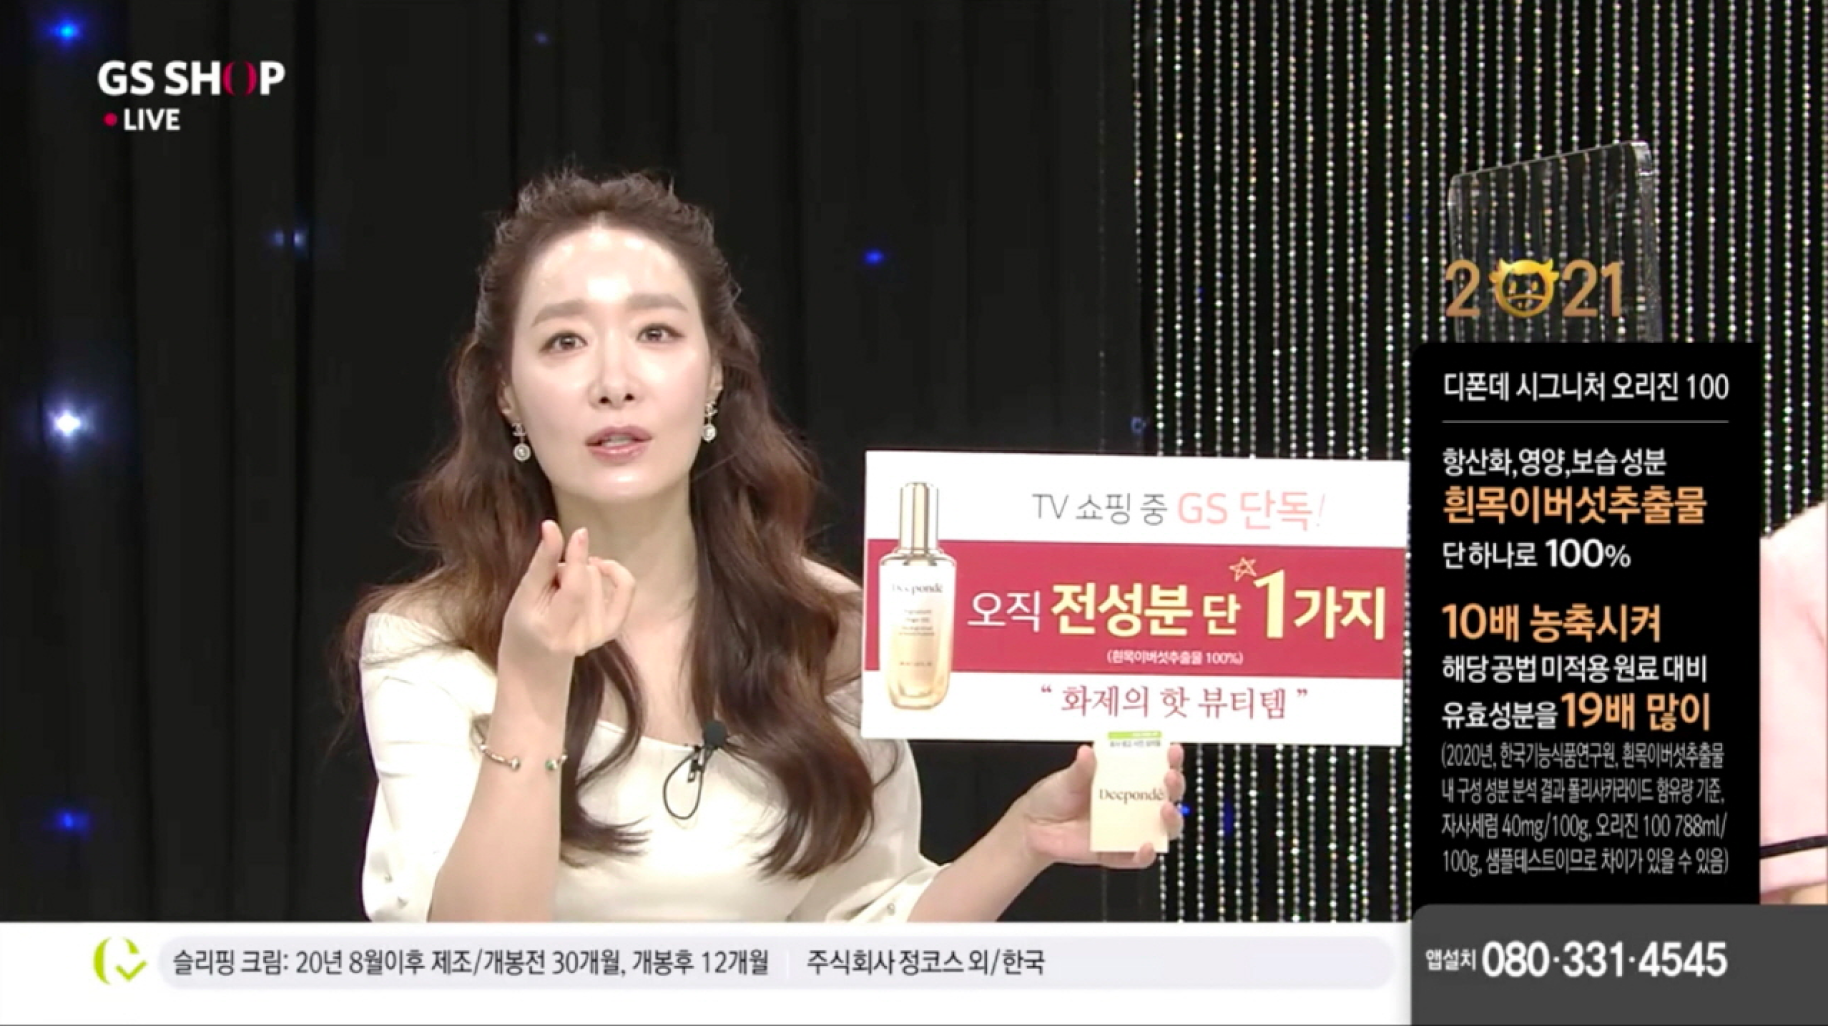 GS SHOP
LIVE
2021
디폰데 시그니처 오리진 100
항산화,영양,보습 성분
흰목이버섯추출물
단 하나로 100%
10배 농축시켜
해당 공법 미적용 원료 대비
유효성분을 19배 많이
(2020년, 한국기능식품연구원, 흰목이버섯추출물
내 구성 성분 분석 결과 폴리사카라이드 함유량 기준,
자사세럼 40mg/100g, 오리진 100 788ml/
100g, 샘플테스트이므로 차이가 있을 수 있음)
TV 쇼핑 중 GS 단독!
오직 전성분 단 1가지
(흰목이버섯추출물 100%)
“ 화제의 핫 뷰티템 ”
Deeponde
Deeponde
슬리핑 크림: 20년 8월이후 제조/개봉전 30개월, 개봉후 12개월
주식회사 정코스 외/한국
앱설치 080·331·4545